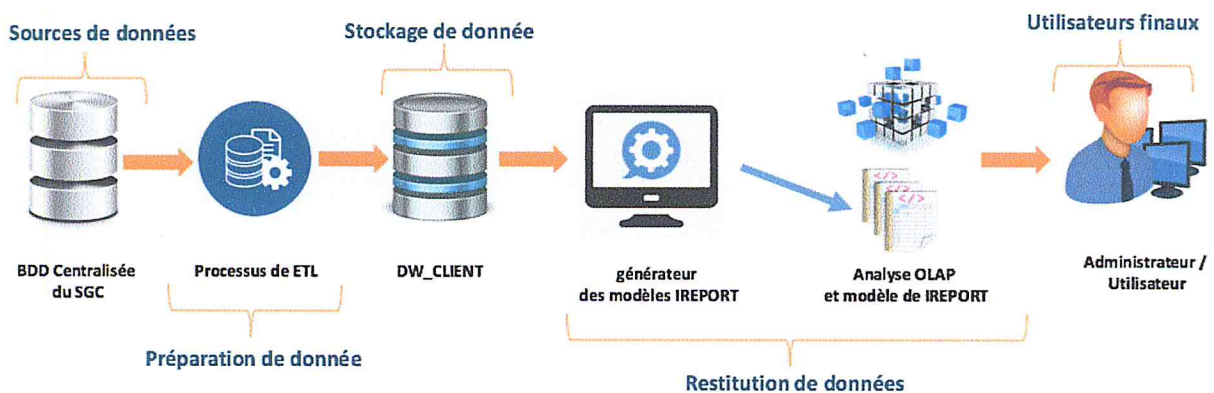 Sources de données
Stockage de donnée
Utilisateurs finaux
</>
</>
</>
BDD Centralisée
du SGC
Processus de ETL
DW_CLIENT
générateur
des modèles IREPORT
Analyse OLAP
et modèle de IREPORT
Administrateur /
Utilisateur
Préparation de donnée
Restitution de données